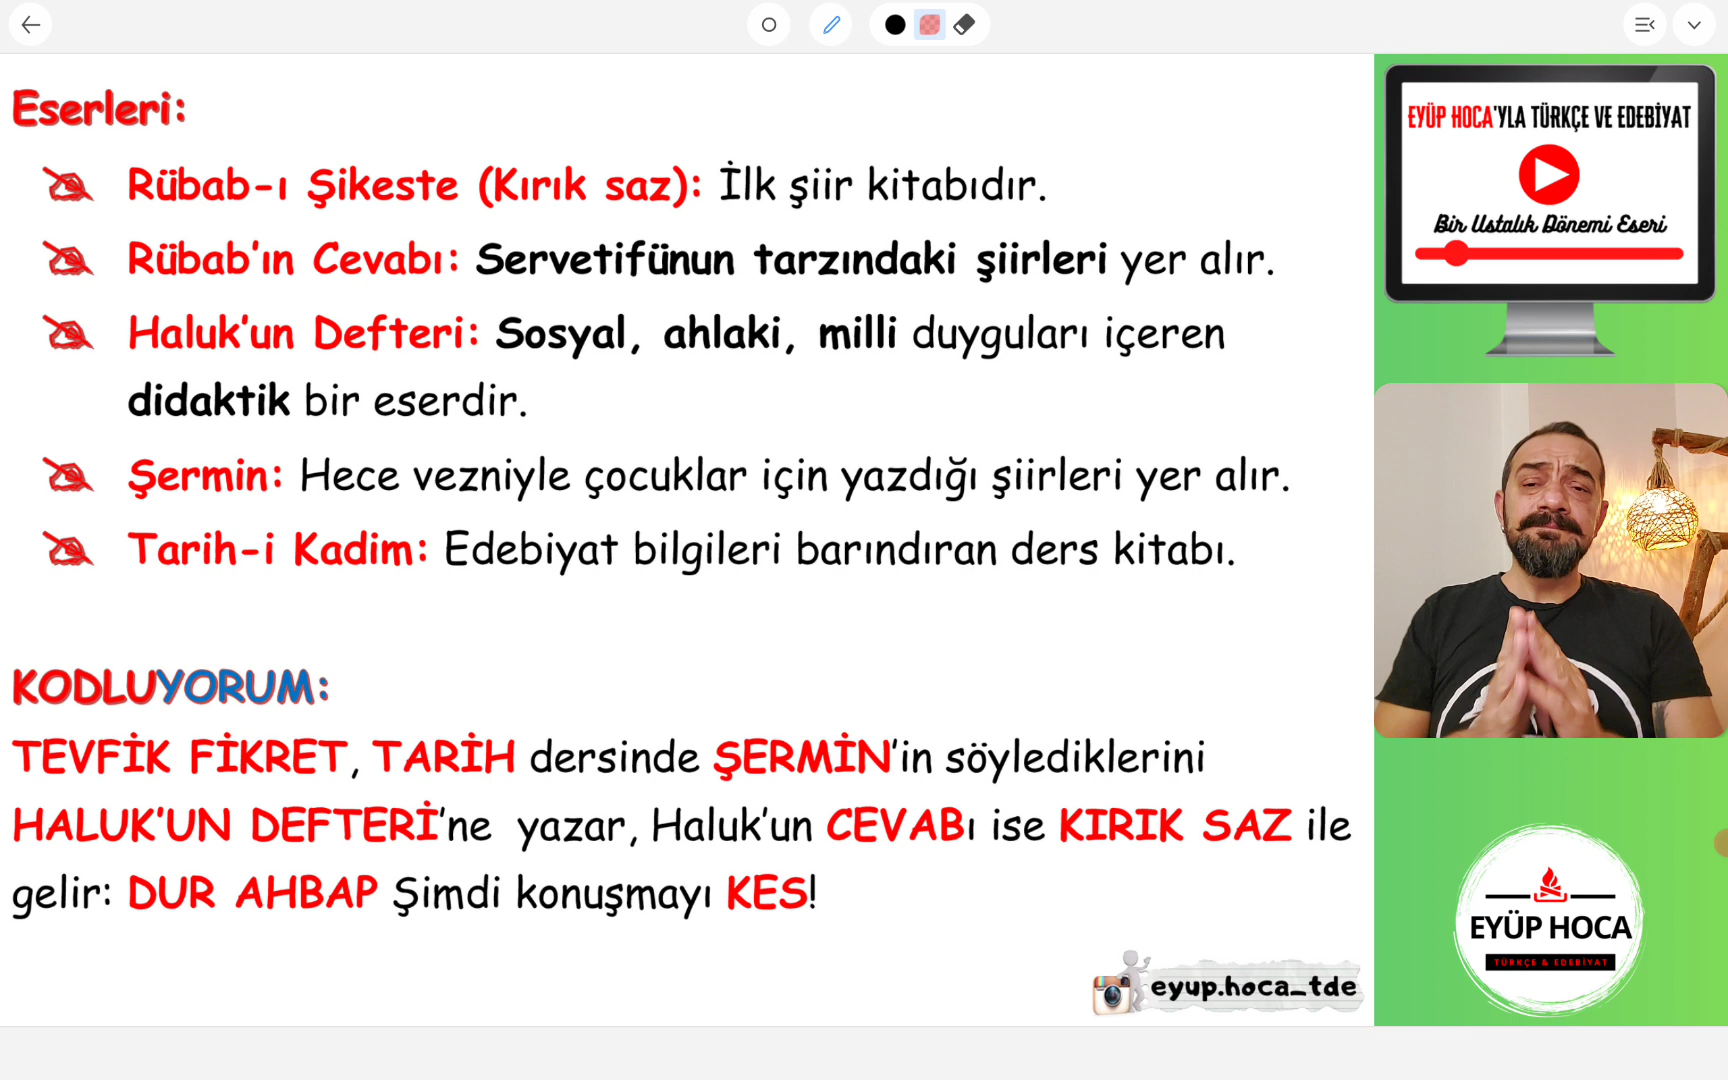 Eserleri:
Rübab-ı Şikeste (Kırık saz): İlk şiir kitabıdır.
Rübab'ın Cevabı: Servetifünun tarzındaki şiirleri yer alır.
Haluk'un Defteri: Sosyal, ahlaki, milli duyguları içeren
didaktik bir eserdir.
Şermin: Hece vezniyle çocuklar için yazdığı şiirleri yer alır.
Tarih-i Kadim: Edebiyat bilgileri barındıran ders kitabı.
KODLUYORUM:
TEVFİK FİKRET, TARİH dersinde ŞERMİN'in söylediklerini
HALUK'UN DEFTERİ'ne yazar, Haluk'un CEVABı ise KIRIK SAZ ile
gelir: DUR AHBAP Şimdi konuşmayı KES!
eyup.hoca_tde
EYÜP HOCA'YLA TÜRKÇE VE EDEBİYAT
Bir Ustalık Dönemi Eseri
EYÜP HOCA
TÜRKÇE & EDEBİYAT